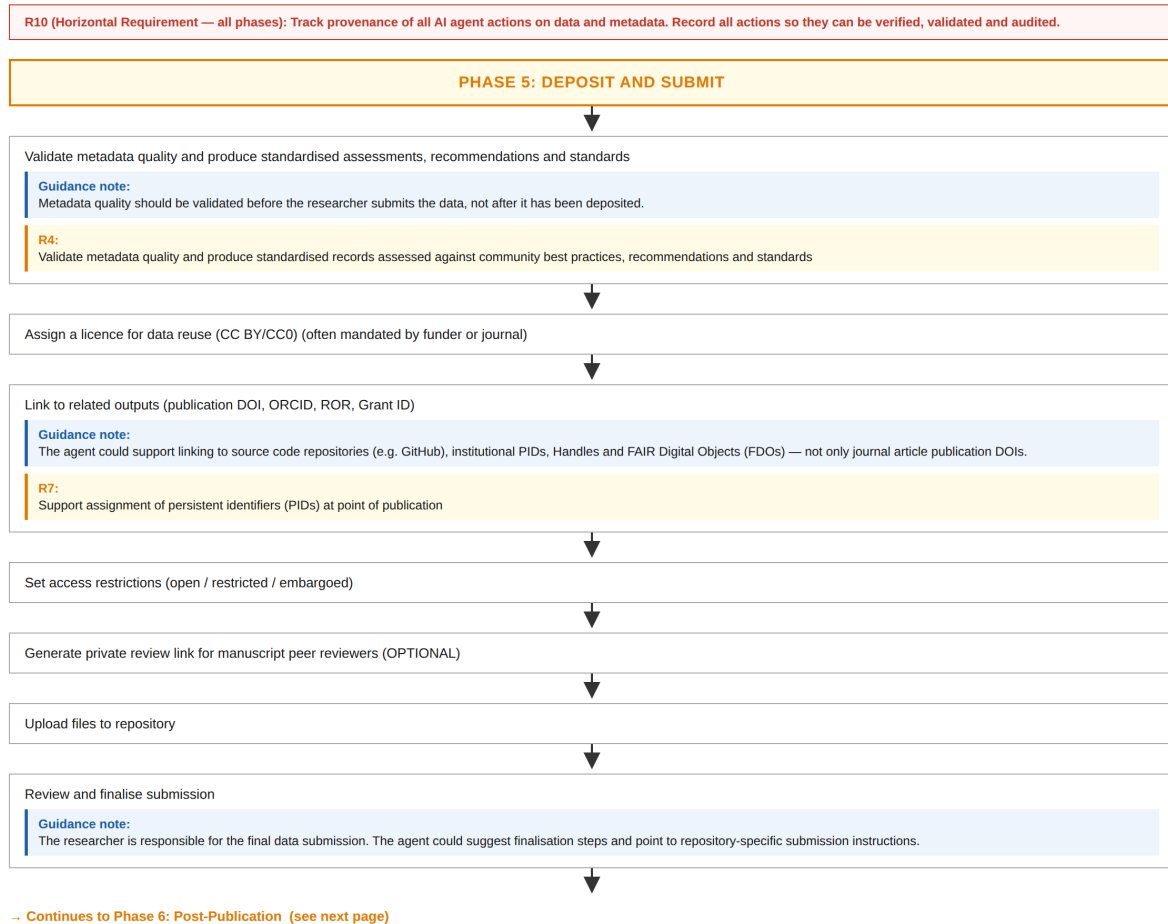 R10 (Horizontal Requirement — all phases): Track provenance of all AI agent actions on data and metadata. Record all actions so they can be verified, validated and audited.
PHASE 5: DEPOSIT AND SUBMIT
Validate metadata quality and produce standardised assessments, recommendations and standards
Guidance note:
Metadata quality should be validated before the researcher submits the data, not after it has been deposited.
R4:
Validate metadata quality and produce standardised records assessed against community best practices, recommendations and standards
Assign a licence for data reuse (CC BY/CC0) (often mandated by funder or journal)
Link to related outputs (publication DOI, ORCID, ROR, Grant ID)
Guidance note:
The agent could support linking to source code repositories (e.g. GitHub), institutional PIDs, Handles and FAIR Digital Objects (FDOs) — not only journal article publication DOIs.
R7:
Support assignment of persistent identifiers (PIDs) at point of publication
Set access restrictions (open / restricted / embargoed)
Generate private review link for manuscript peer reviewers (OPTIONAL)
Upload files to repository
Review and finalise submission
Guidance note:
The researcher is responsible for the final data submission. The agent could suggest finalisation steps and point to repository-specific submission instructions.
→ Continues to Phase 6: Post-Publication (see next page)